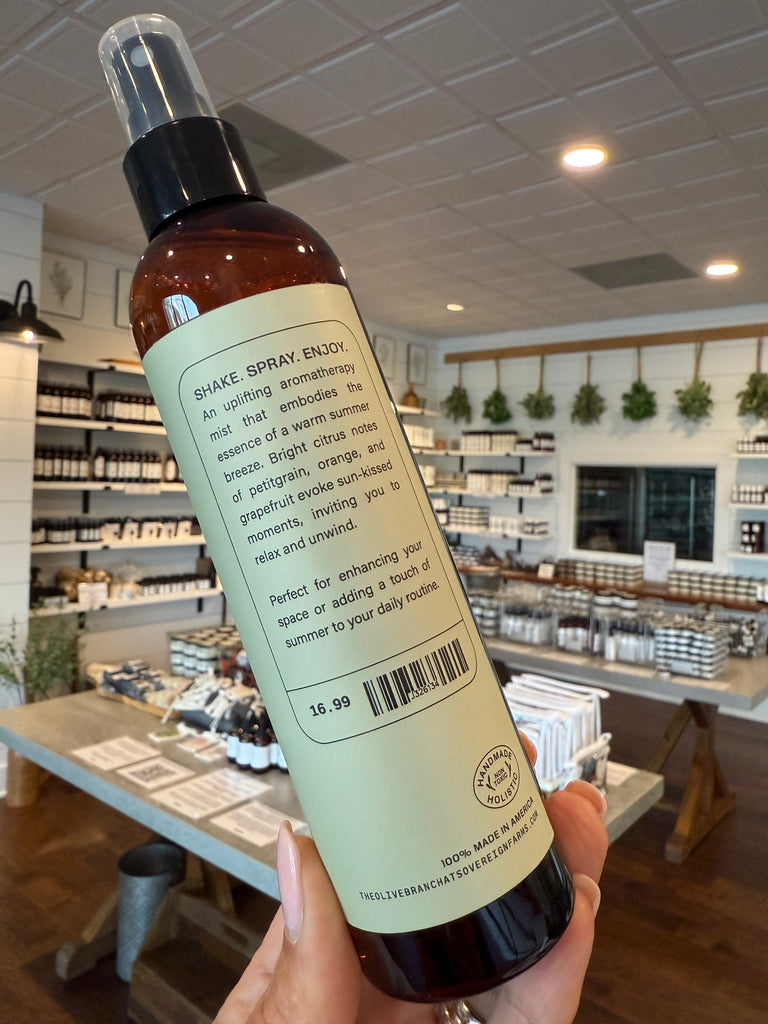 SHAKE. SPRAY. ENJOY.
An uplifting aromatherapy
mist that embodies the
essence of a warm summer
breeze. Bright citrus notes
of petitgrain, orange, and
grapefruit evoke sun-kissed
moments, inviting you to
relax and unwind.
Perfect for enhancing your
space or adding a touch of
summer to your daily routine.
16.99
HANDMADE
NON
TOXIC
HOLISTIC
100% MADE IN AMERICA
THEOLIVEBRANCHATSOVEREIGNFARMS.COM